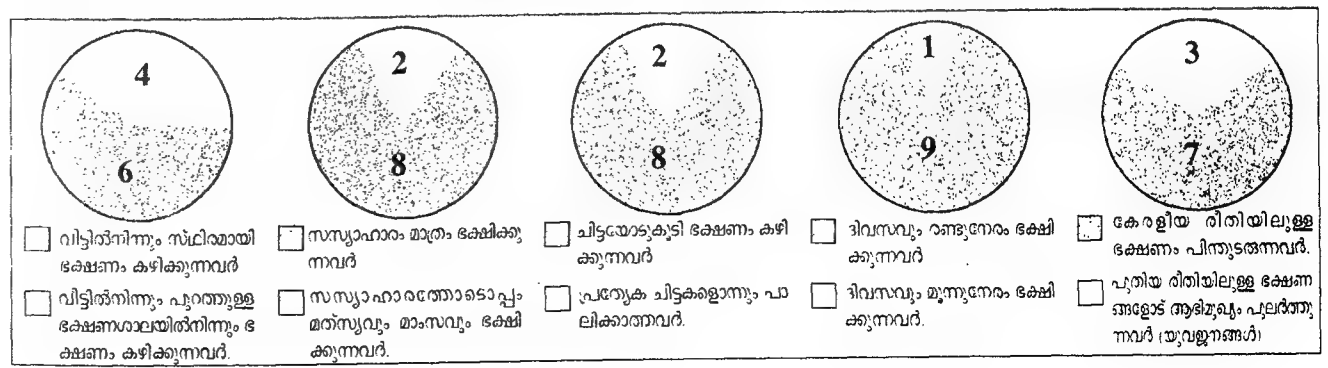 4
6
2
8
2
8
1
9
3
7
വീട്ടിൽനിന്നും സ്ഥിരമായി
ഭക്ഷണം കഴിക്കുന്നവർ
വീട്ടിൽനിന്നും പുറത്തുള്ള
ഭക്ഷണശാലയിൽനിന്നും ഭ
ക്ഷണം കഴിക്കുന്നവർ.
സസ്യാഹാരം മാത്രം ഭക്ഷിക്കു
ന്നവർ
സസ്യാഹാരത്തോടൊപ്പം
മത്സ്യവും മാംസവും ഭക്ഷി
ക്കുന്നവർ.
ചിട്ടയോടുകൂടി ഭക്ഷണം കഴി
ക്കുന്നവർ
പ്രത്യേക ചിട്ടകളൊന്നും പാ
ലിക്കാത്തവർ.
ദിവസവും രണ്ടുനേരം ഭക്ഷി
ക്കുന്നവർ
ദിവസവും മൂന്നുനേരം ഭക്ഷി
ക്കുന്നവർ.
കേരളീയ രീതിയിലുള്ള
ഭക്ഷണം പിന്തുടരുന്നവർ.
പുതിയ രീതിയിലുള്ള ഭക്ഷണ
ങ്ങളോട് ആഭിമുഖ്യം പുലർത്തു
ന്നവർ (യുവജനങ്ങൾ)